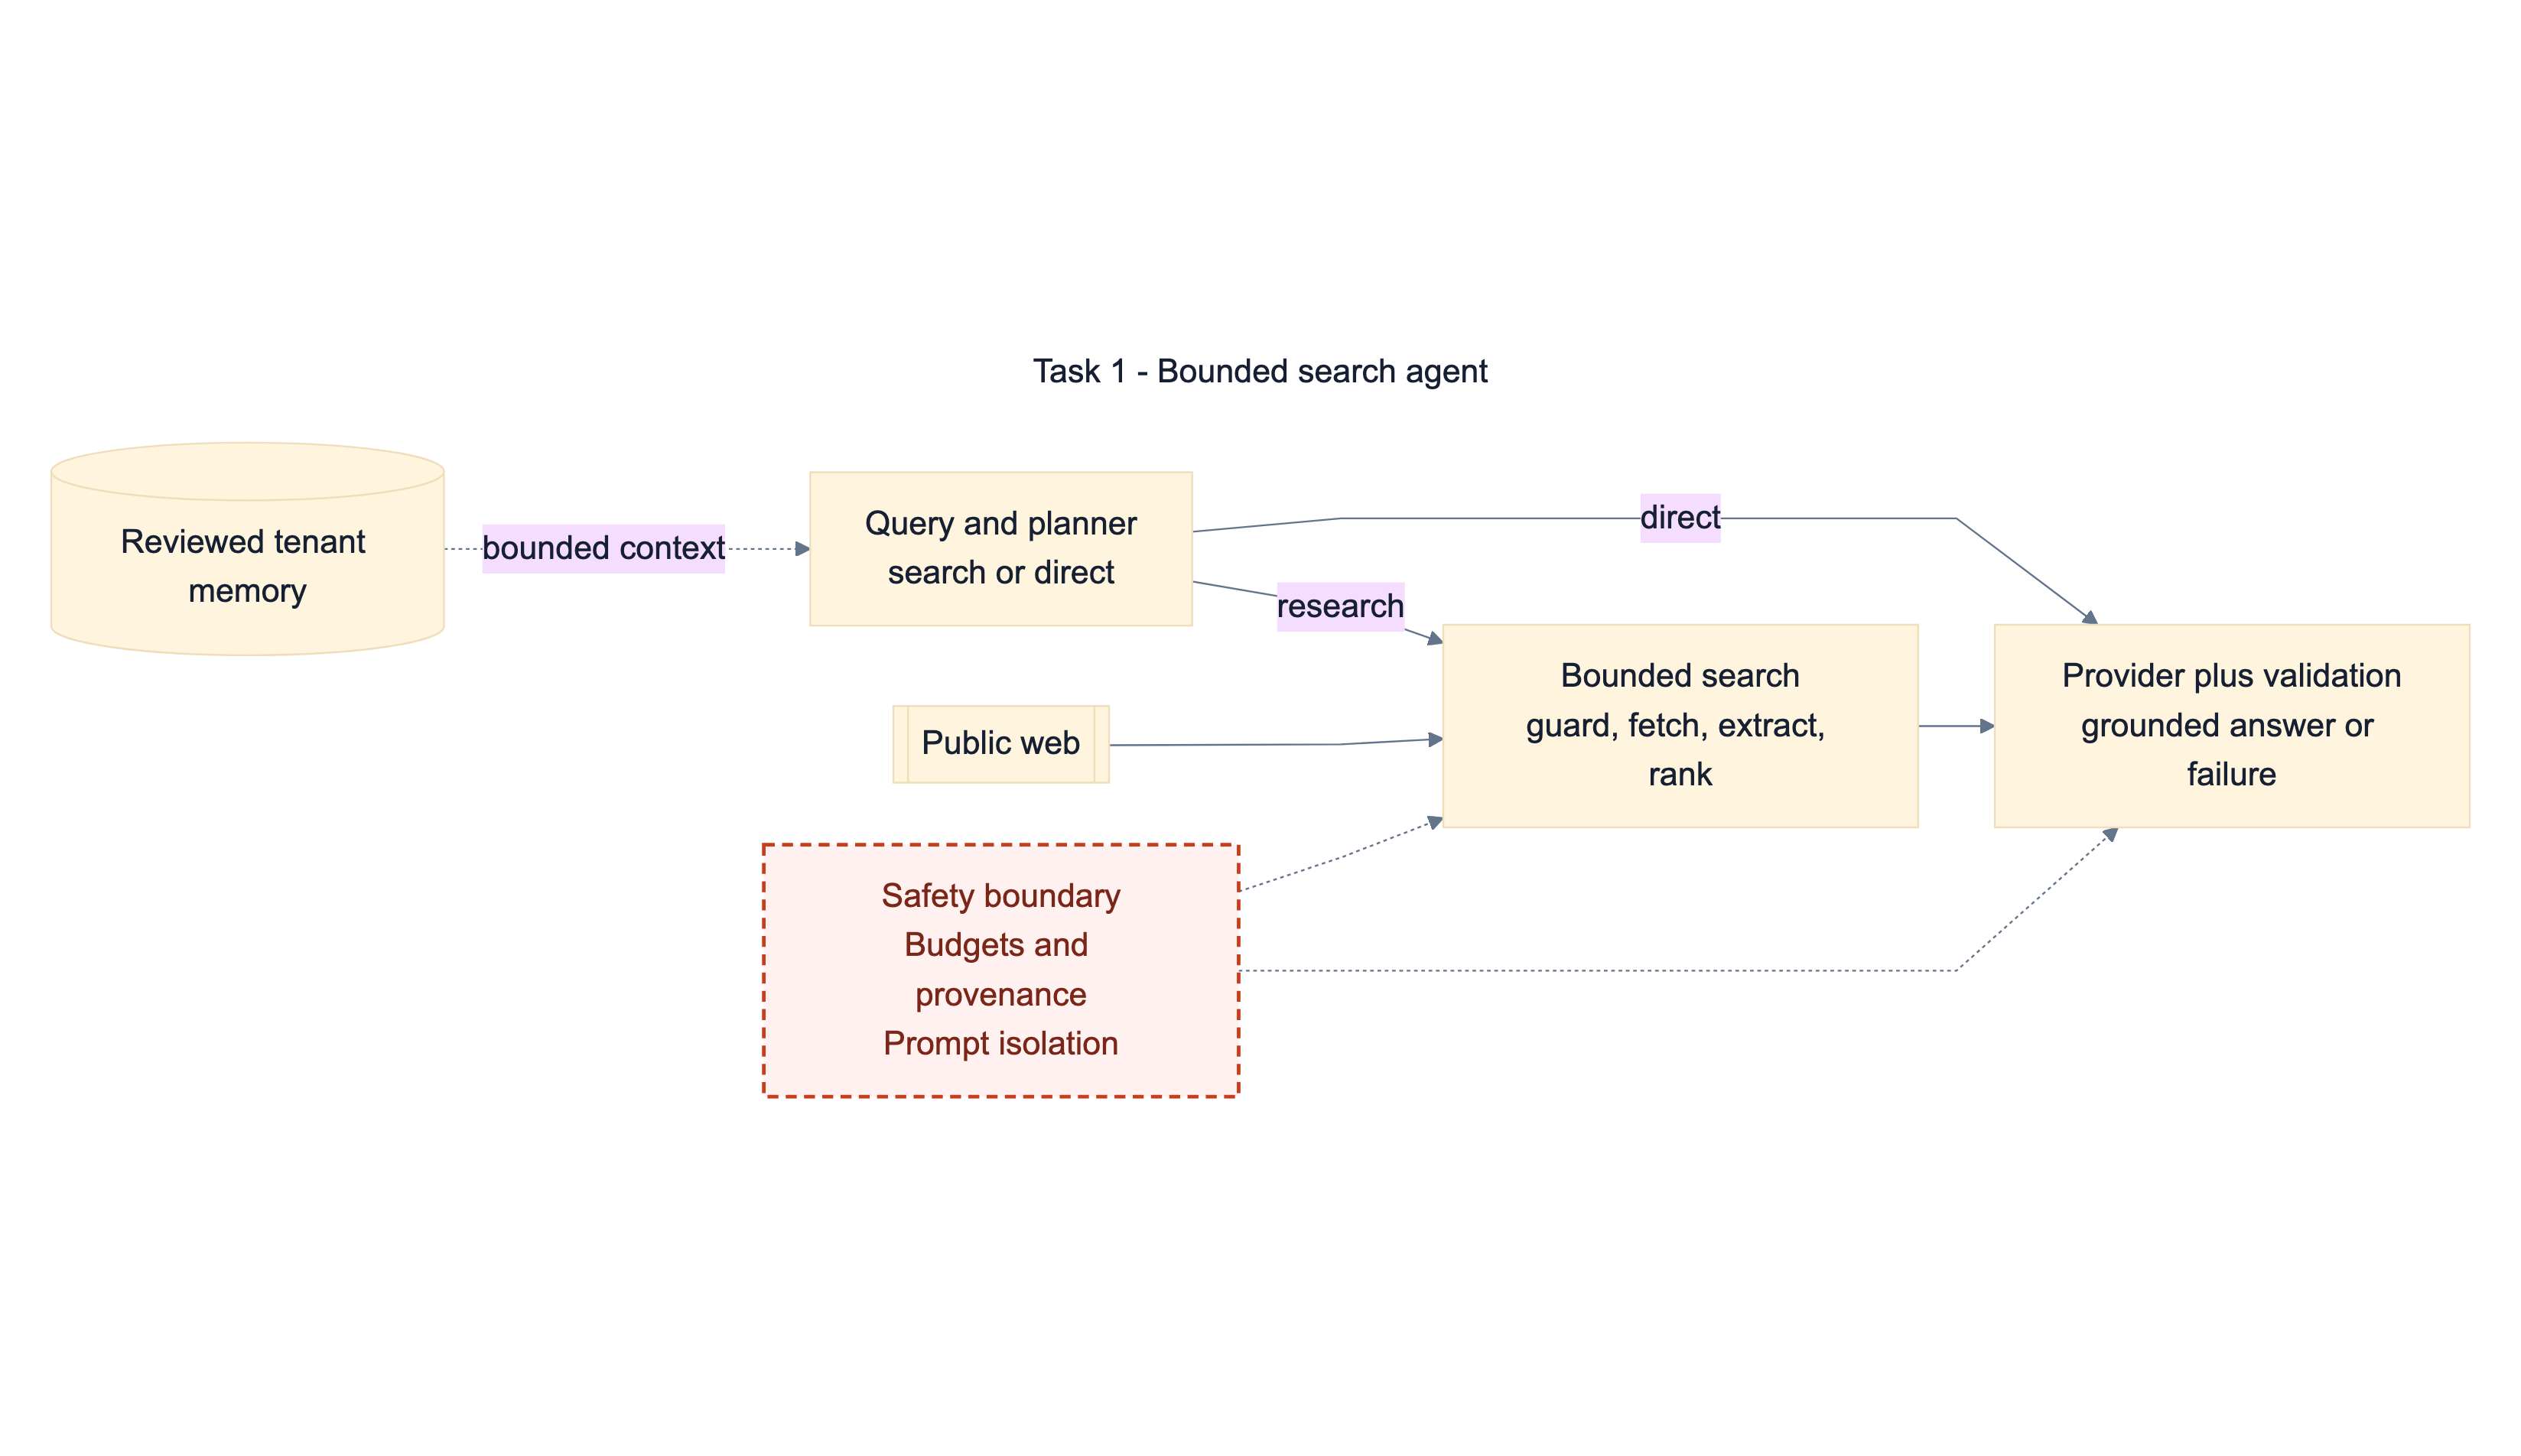 Task 1 - Bounded search agent
Reviewed tenant
memory
bounded context
Query and planner
search or direct
direct
research
Public web
Bounded search
guard, fetch, extract,
rank
Provider plus validation
grounded answer or
failure
Safety boundary
Budgets and
provenance
Prompt isolation